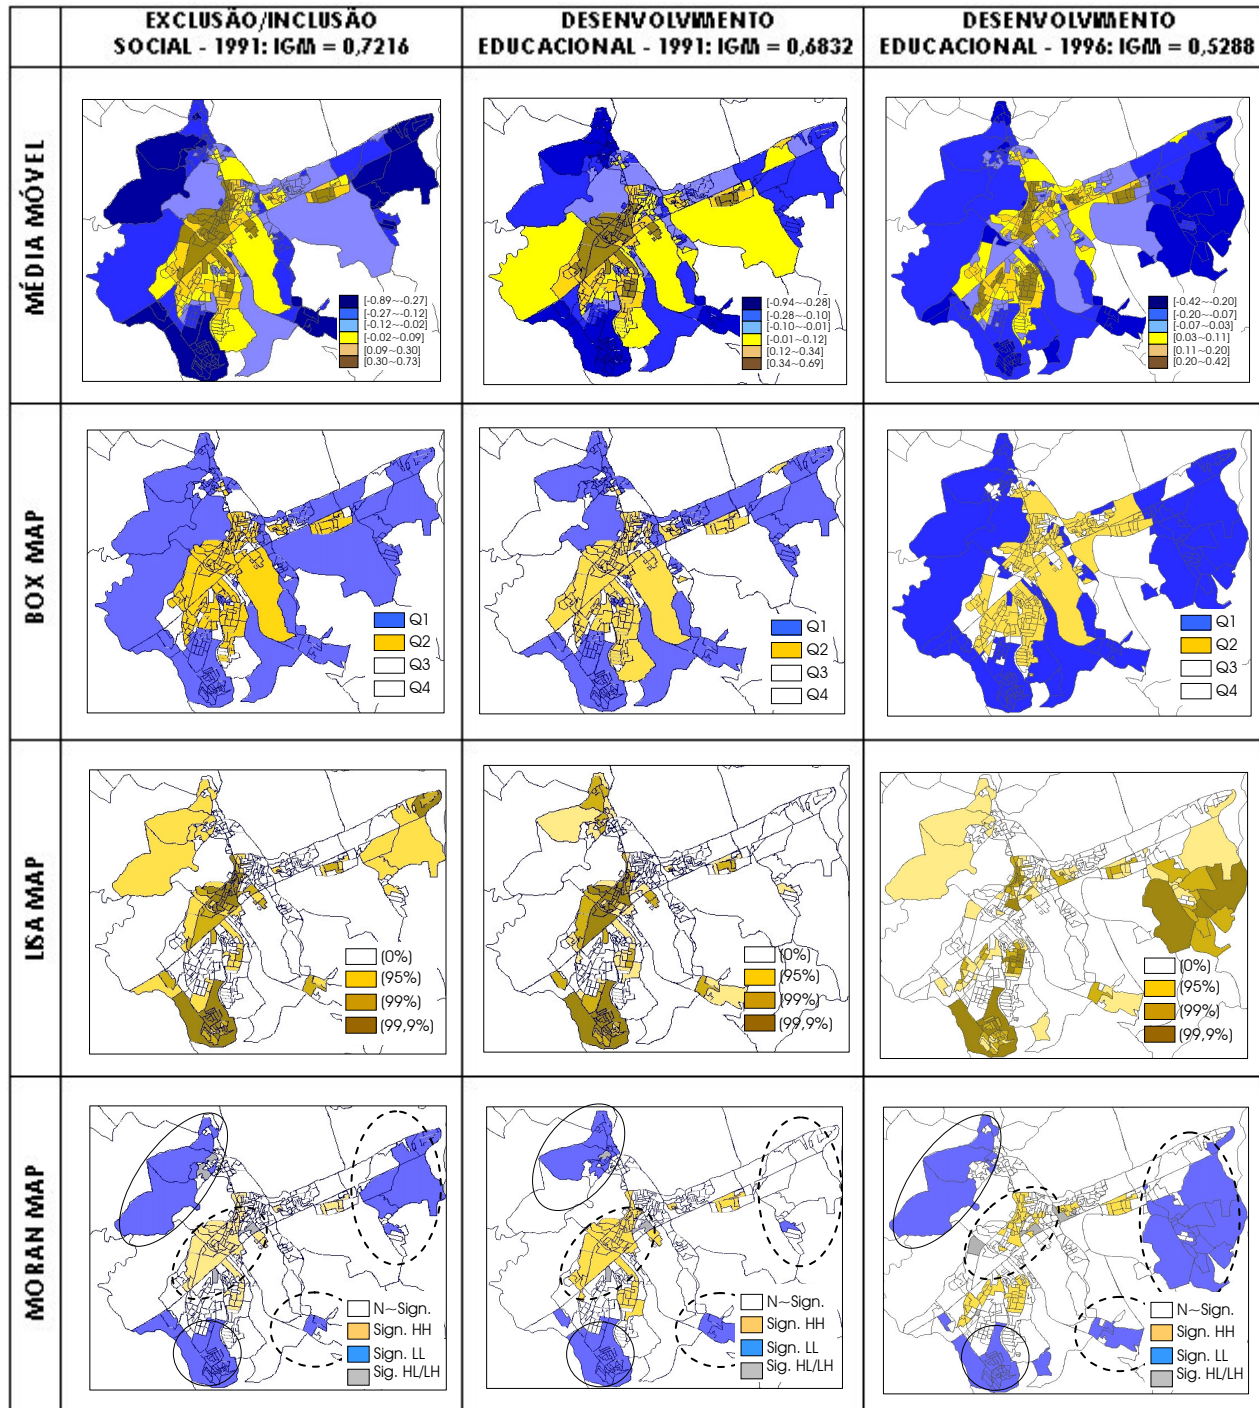 EXCLUSÃO/INCLUSÃO
SOCIAL - 1991: IGM = 0,7216
DESENVOLVIMENTO
EDUCACIONAL - 1991: IGM = 0,6832
DESENVOLVIMENTO
EDUCACIONAL - 1996: IGM = 0,5288
MÉDIA MÓVEL
[-0.89~-0.27]
[-0.27~-0.12]
[-0.12~-0.02]
[-0.02~0.09]
[0.09~0.30]
[0.30~0.73]
[-0.94~-0.28]
[-0.28~-0.10]
[-0.10~-0.01]
[-0.01~0.12]
[0.12~0.34]
[0.34~0.69]
[-0.42~-0.20]
[-0.20~-0.07]
[-0.07~0.03]
[0.03~0.11]
[0.11~0.20]
[0.20~0.42]
BOX MAP
Q1
Q2
Q3
Q4
Q1
Q2
Q3
Q4
Q1
Q2
Q3
Q4
LISA MAP
(0%)
(95%)
(99%)
(99,9%)
(0%)
(95%)
(99%)
(99,9%)
(0%)
(95%)
(99%)
(99,9%)
MORAN MAP
N~Sign.
Sign. HH
Sign. LL
Sig. HL/LH
N~Sign.
Sign. HH
Sign. LL
Sig. HL/LH
N~Sign.
Sign. HH
Sign. LL
Sig. HL/LH